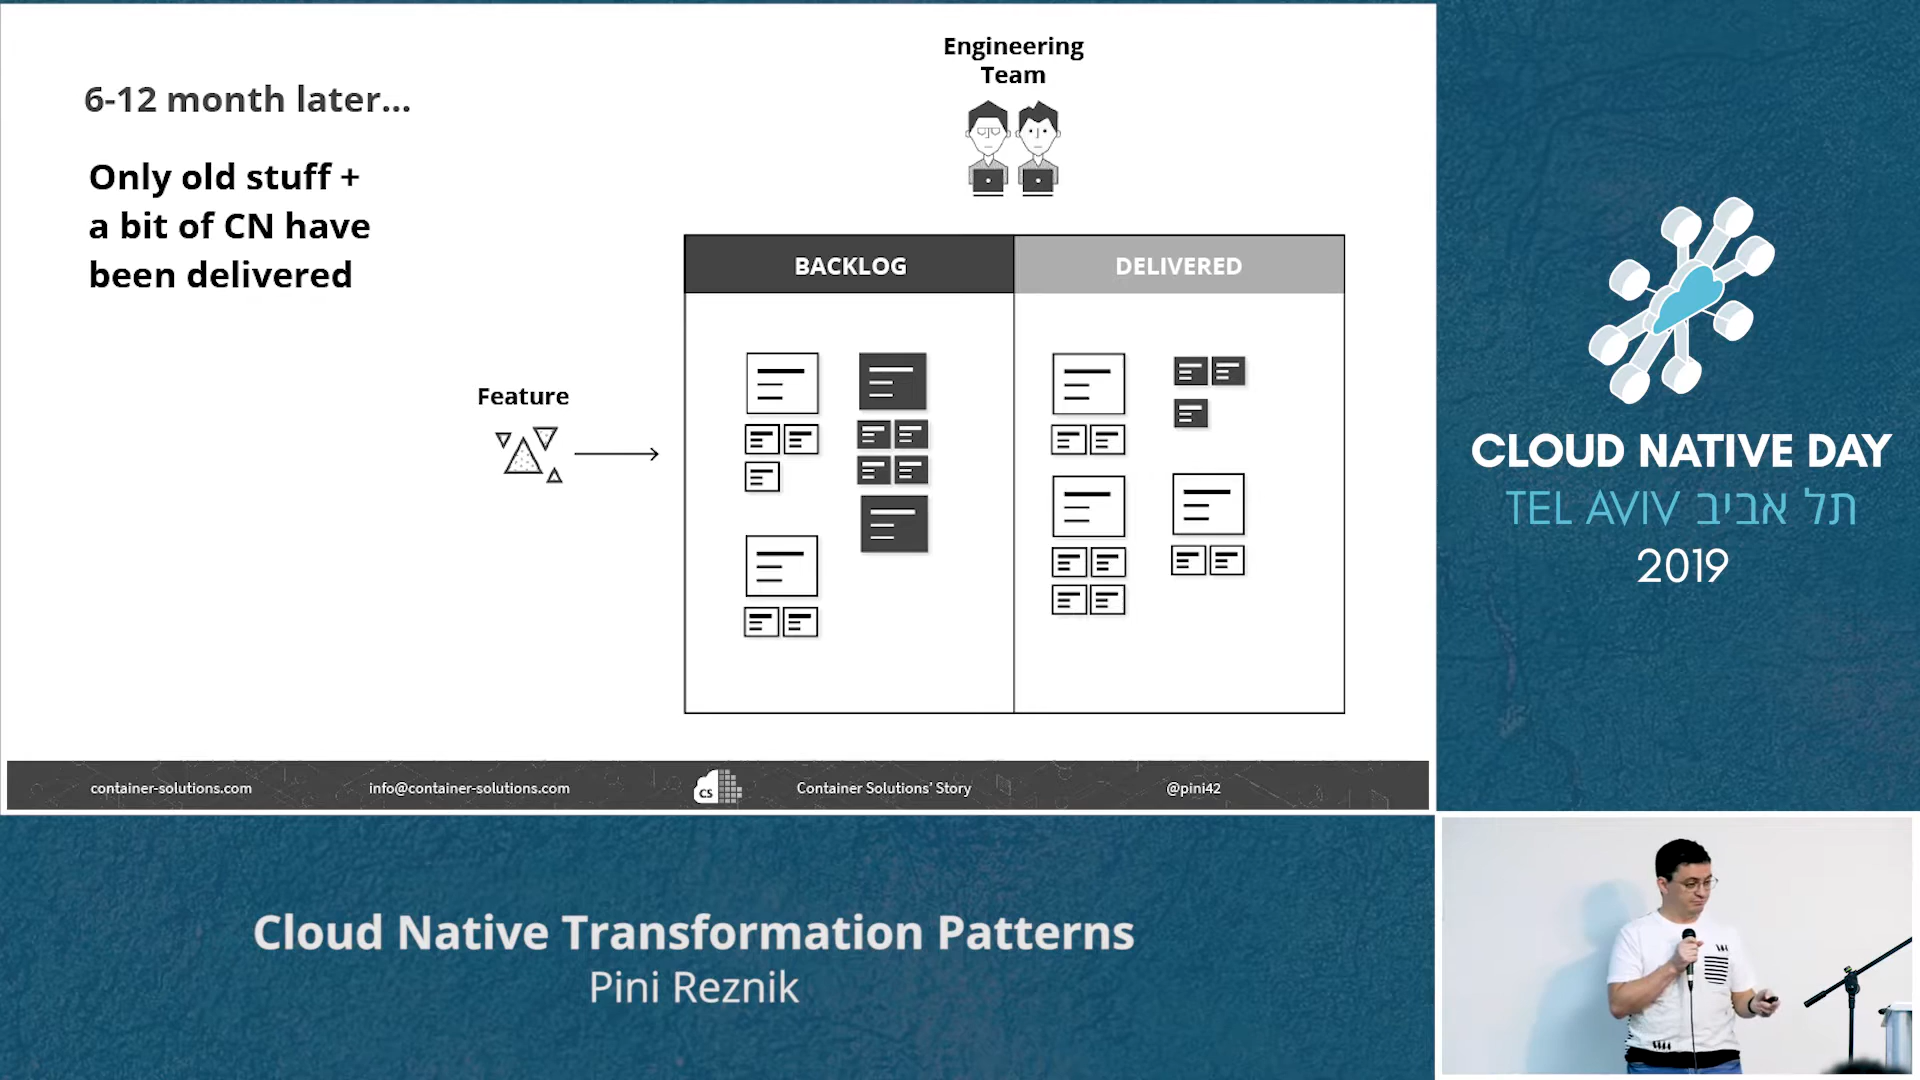 6-12 month later...
Only old stuff +
a bit of CN have
been delivered
Engineering
Team
BACKLOG
DELIVERED
Feature
container-solutions.com
info@container-solutions.com
cs
Container Solutions' Story
@pini42
CLOUD NATIVE DAY
TEL AVIV תל אביב
2019
Cloud Native Transformation Patterns
Pini Reznik